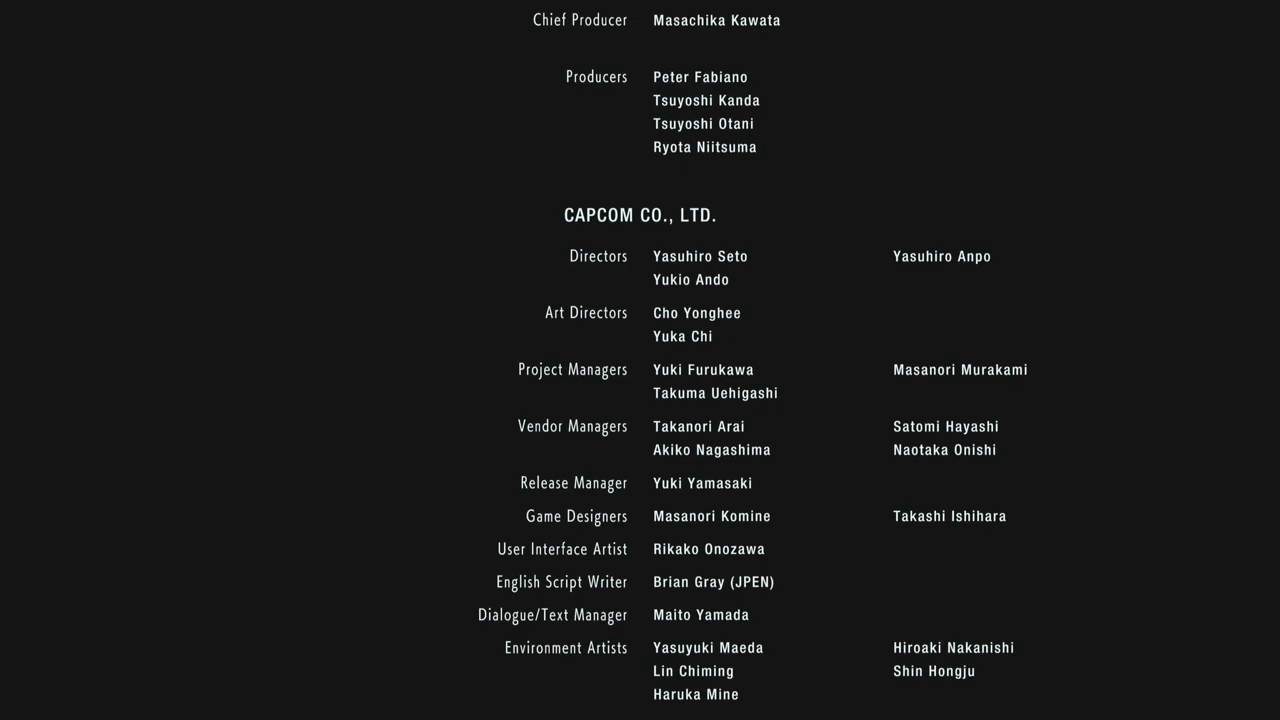 Chief Producer Masachika Kawata
Producers Peter Fabiano
Tsuyoshi Kanda
Tsuyoshi Otani
Ryota Niitsuma
CAPCOM CO., LTD.
Directors Yasuhiro Seto Yasuhiro Anpo
Yukio Ando
Art Directors Cho Yonghee
Yuka Chi
Project Managers Yuki Furukawa Masanori Murakami
Takuma Uehigashi
Vendor Managers Takanori Arai Satomi Hayashi
Akiko Nagashima Naotaka Onishi
Release Manager Yuki Yamasaki
Game Designers Masanori Komine Takashi Ishihara
User Interface Artist Rikako Onozawa
English Script Writer Brian Gray (JPEN)
Dialogue/Text Manager Maito Yamada
Environment Artists Yasuyuki Maeda Hiroaki Nakanishi
Lin Chiming Shin Hongju
Haruka Mine